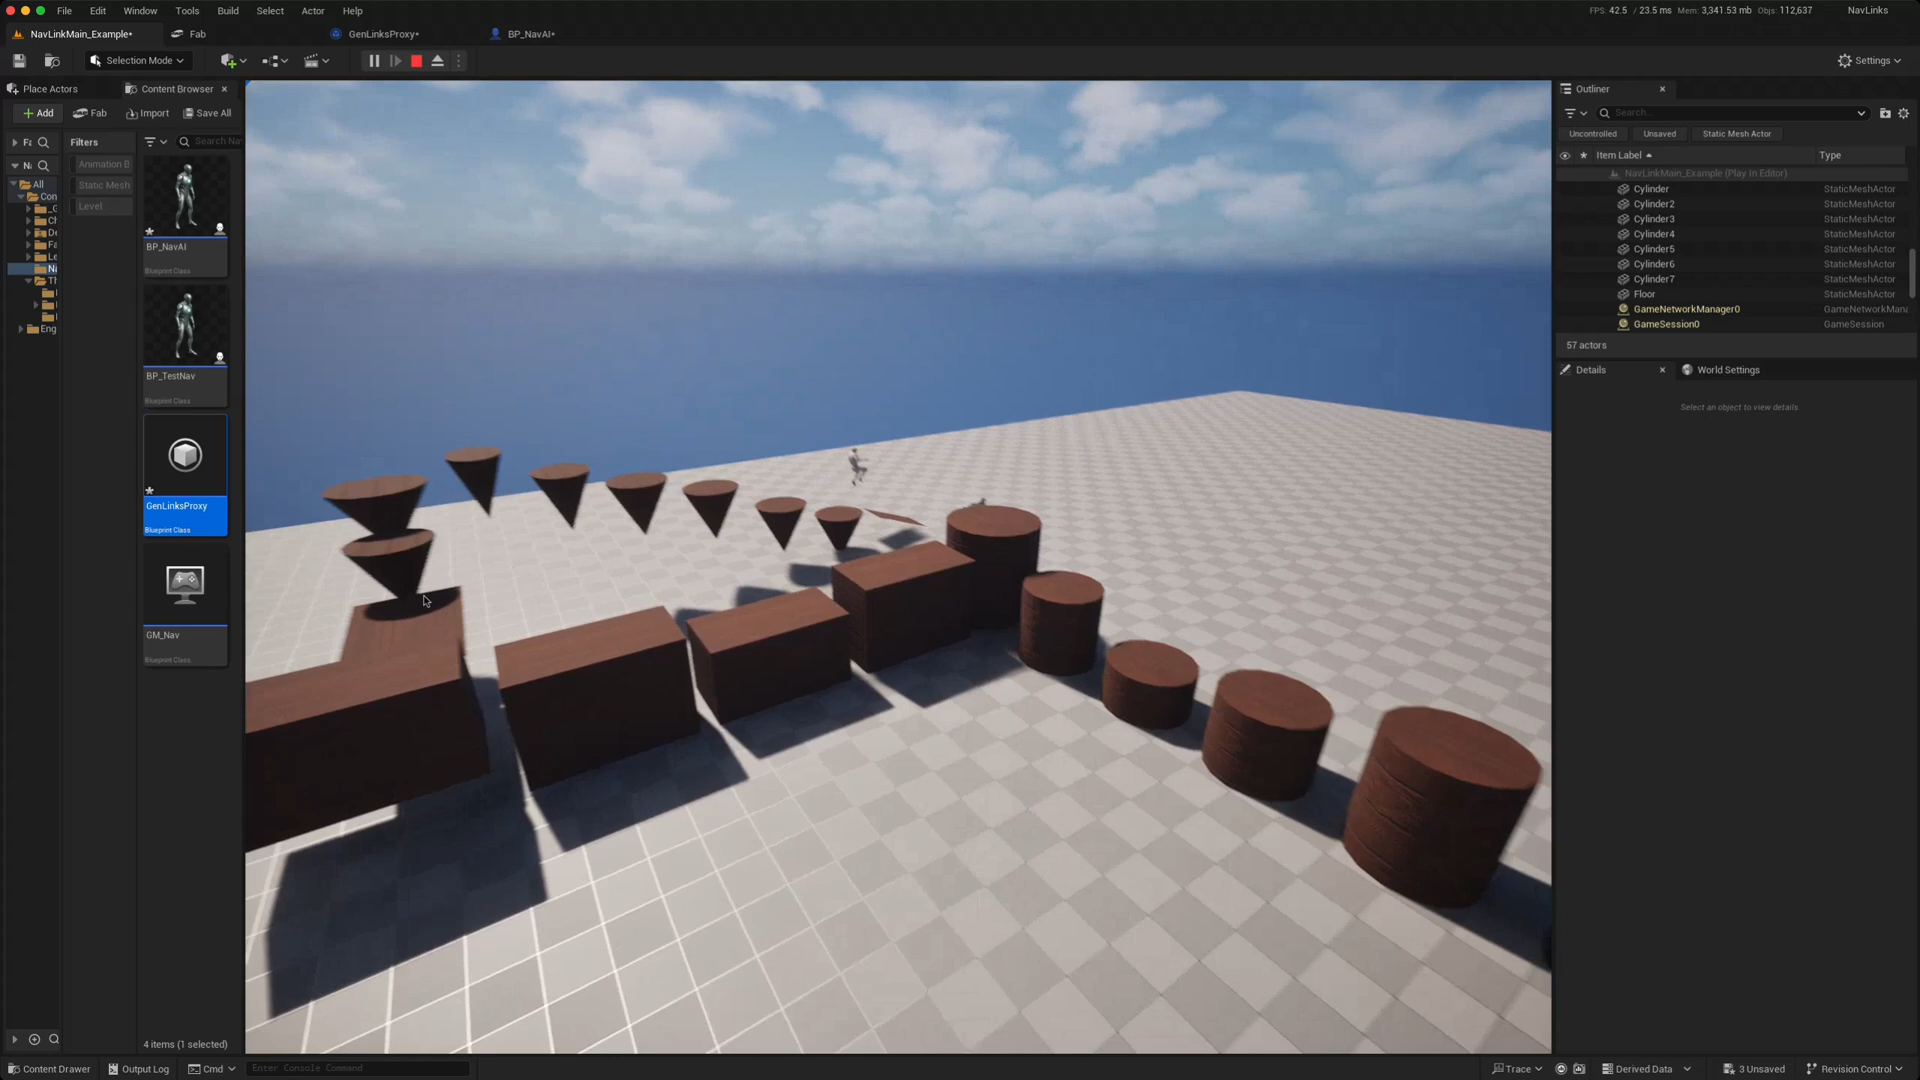 File Edit Window Tools Build Select Actor Help
FPS: 42.5 / 23.5 ms Mem: 3,341.53 mb Objs: 112,637 NavLinks
NavLinkMain_Example* Fab GenLinksProxy* BP_NavAI*
Selection Mode Settings
Place Actors Content Browser
Add Fab Import Save All
Filters
Search Na
Animation B
Static Mesh
Level
All
Con
Eng
BP_NavAI
Blueprint Class
BP_TestNav
Blueprint Class
GenLinksProxy
Blueprint Class
GM_Nav
Blueprint Class
4 items (1 selected)
Outliner
Search...
Uncontrolled Unsaved Static Mesh Actor
Item Label Type
NavLinkMain_Example (Play In Editor)
Cylinder StaticMeshActor
Cylinder2 StaticMeshActor
Cylinder3 StaticMeshActor
Cylinder4 StaticMeshActor
Cylinder5 StaticMeshActor
Cylinder6 StaticMeshActor
Cylinder7 StaticMeshActor
Floor StaticMeshActor
GameNetworkManager0 GameNetworkMana
GameSession0 GameSession
57 actors
Details World Settings
Select an object to view details
Content Drawer Output Log Cmd Enter Console Command
Trace Derived Data 3 Unsaved Revision Control